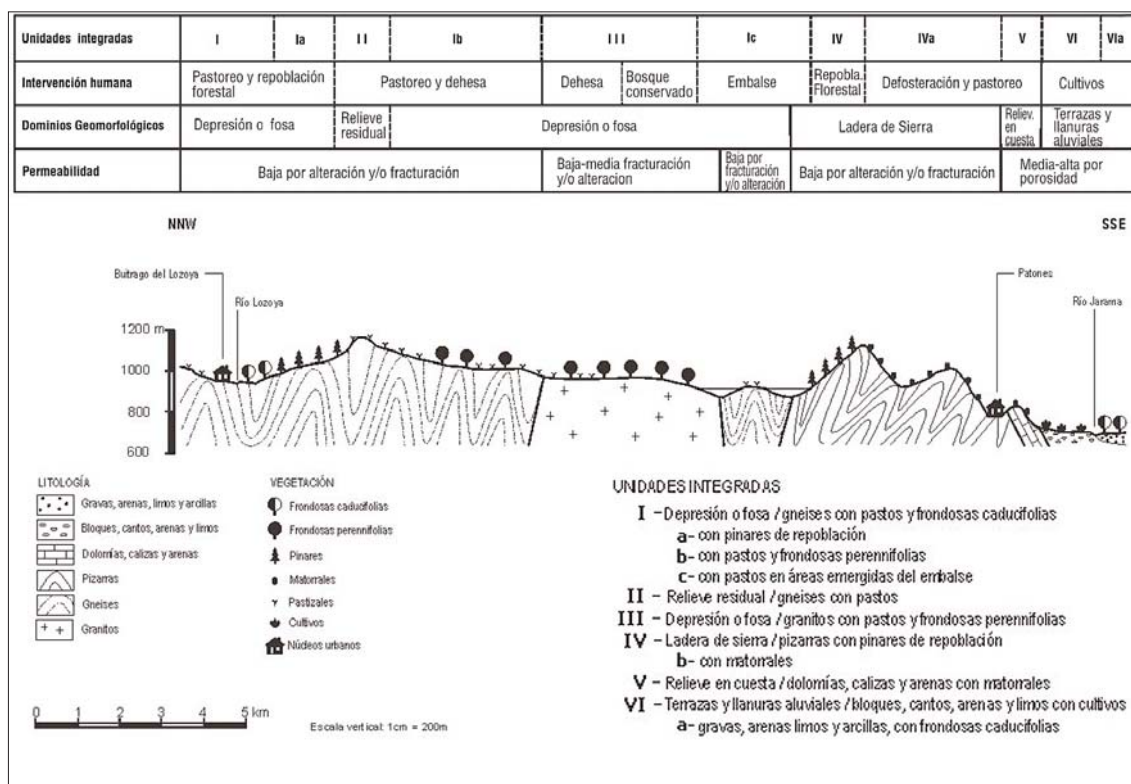 Unidades integradas I Ia II Ib III Ic IV IVa V VI VIa
Intervención humana
Pastoreo y repoblación
forestal
Pastoreo y dehesa
Dehesa
Bosque
conservado
Embalse
Repobla.
Florestal
Defosteración y pastoreo
Cultivos
Dominios Geomorfológicos
Depresión o fosa
Relieve
residual
Depresión o fosa
Ladera de Sierra
Reliev.
en
cuesta
Terrazas y
llanuras
aluviales
Permeabilidad
Baja por alteración y/o fracturación
Baja-media fracturación
y/o alteracion
Baja por
fracturación
y/o alteración
Baja por alteración y/o fracturación
Media-alta por
porosidad
NNW
SSE
Buitrago del Lozoya
Río Lozoya
Patones
Río Jarama
1200 m
1000
800
600
LITOLOGÍA
Gravas, arenas, limos y arcillas
Bloques, cantos, arenas y limos
Dolomías, calizas y arenas
Pizarras
Gneises
Granitos
VEGETACIÓN
Frondosas caducifolias
Frondosas perennifolias
Pinares
Matorrales
Pastizales
Cultivos
Núdeos urbanos
0 1 2 3 4 5 km
Escala vertical: 1cm = 200m
UNIDADES INTEGRADAS
I – Depresión o fosa / gneises con pastos y frondosas caducifolias
a- con pinares de repoblación
b- con pastos y frondosas perennifolias
c- con pastos en áreas emergidas del embalse
II – Relieve residual / gneises con pastos
III – Depresión o fosa / granitos con pastos y frondosas perennifolias
IV – Ladera de sierra / pizarras con pinares de repoblación
b- con matorrales
V – Relieve en cuesta / dolomías, calizas y arenas con matorrales
VI – Terrazas y llanuras aluviales / bloques, cantos, arenas y limos con cultivos
a- gravas, arenas limos y arcillas, con frondosas caducifolias